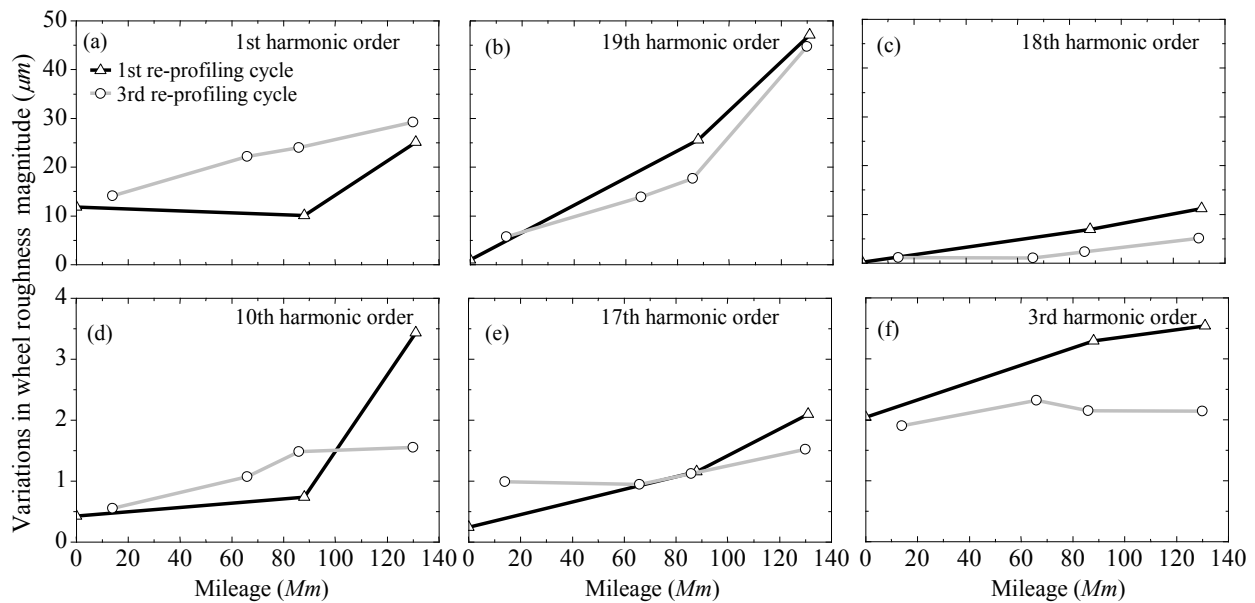 Variations in wheel roughness magnitude (μm)
50
40
30
20
10
0
(a)
1st harmonic order
1st re-profiling cycle
3rd re-profiling cycle
(b)
19th harmonic order
(c)
18th harmonic order
4
3
2
1
0
(d)
10th harmonic order
(e)
17th harmonic order
(f)
3rd harmonic order
0 20 40 60 80 100 120 140
0 20 40 60 80 100 120 140
0 20 40 60 80 100 120 140
Mileage (Mm)
Mileage (Mm)
Mileage (Mm)